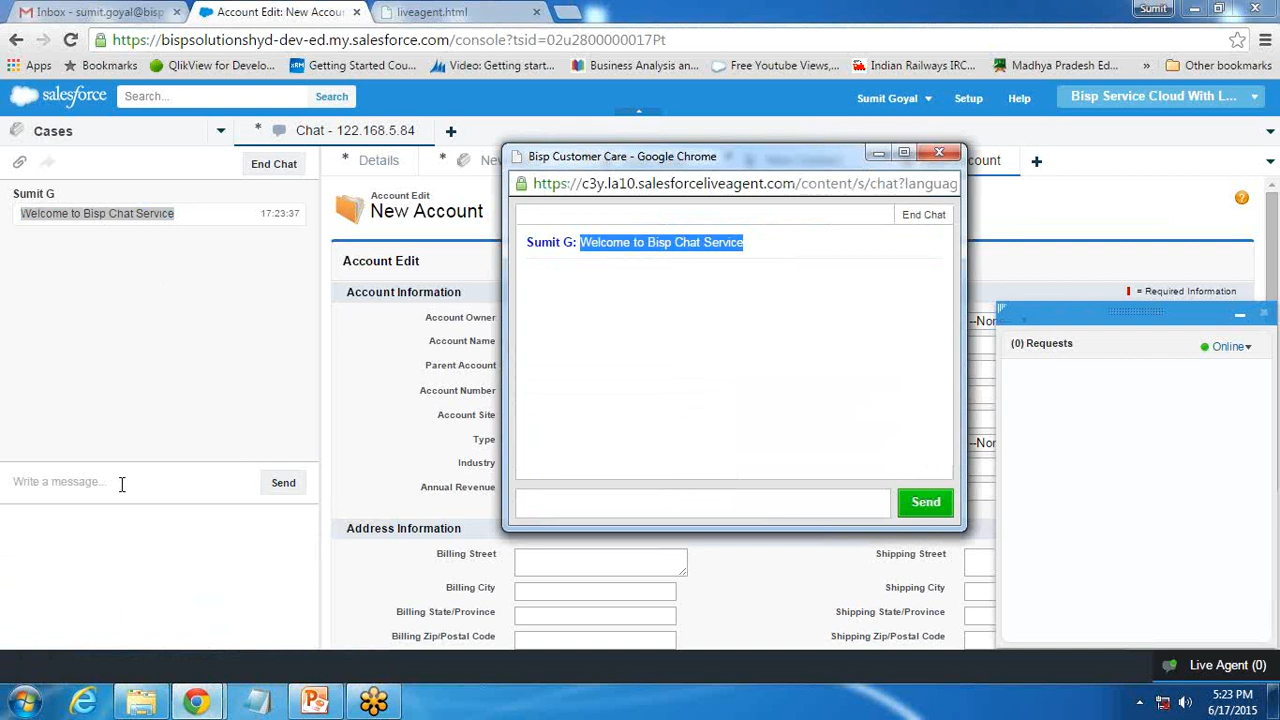 Inbox - sumit.goyal@bisp
Account Edit: New Accou
liveagent.html
Sumit
https://bispsolutionshyd-dev-ed.my.salesforce.com/console?tsid=02u2800000017Pt
Apps
Bookmarks
QlikView for Develo...
Getting Started Cou...
Video: Getting start...
Business Analysis an...
Free Youtube Views,...
Indian Railways IRC...
Madhya Pradesh Ed...
»
Other bookmarks
salesforce
Search...
Search
Sumit Goyal
Setup
Help
Bisp Service Cloud With L...
Cases
* Chat - 122.168.5.84
End Chat
* Details
*
ount
Sumit G
Welcome to Bisp Chat Service
17:23:37
Write a message...
Send
Account Edit
New Account
Account Edit
Account Information
= Required Information
Account Owner
Account Name
Parent Account
Account Number
Account Site
Type
Industry
Annual Revenue
--Non
--Non
Address Information
Billing Street
Shipping Street
Billing City
Shipping City
Billing State/Province
Shipping State/Province
Billing Zip/Postal Code
Shipping Zip/Postal Code
Bisp Customer Care - Google Chrome
https://c3y.la10.salesforceliveagent.com/content/s/chat?languag
End Chat
Sumit G: Welcome to Bisp Chat Service
Send
(0) Requests
Online
Live Agent (0)
5:23 PM
6/17/2015